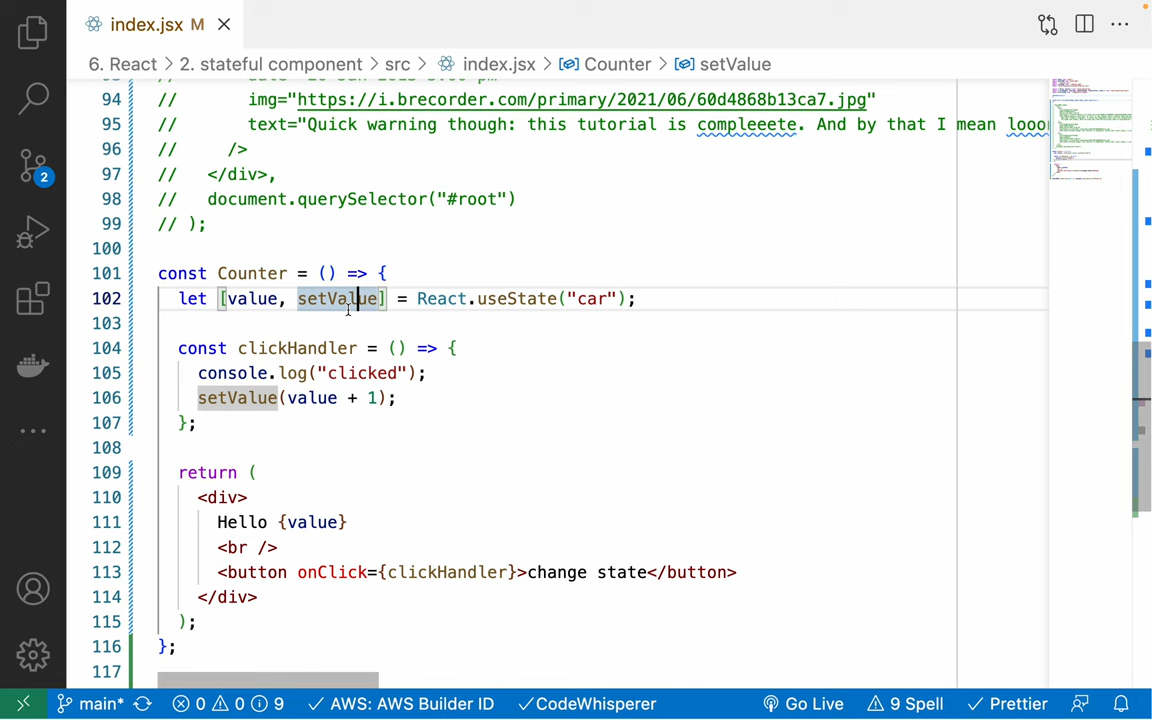 index.jsx M
6. React > 2. stateful component > src > index.jsx > Counter > setValue
94 // img="https://i.brecorder.com/primary/2021/06/60d4868b13ca7.jpg"
95 // text="Quick warning though: this tutorial is compleeete. And by that I mean looor
96 // />
97 // </div>,
98 // document.querySelector("#root")
99 // );
100
101 const Counter = () => {
102 let [value, setValue] = React.useState("car");
103
104 const clickHandler = () => {
105 console.log("clicked");
106 setValue(value + 1);
107 };
108
109 return (
110 <div>
111 Hello {value}
112 <br />
113 <button onClick={clickHandler}>change state</button>
114 </div>
115 );
116 };
117
2
main* 0 0 9 AWS: AWS Builder ID CodeWhisperer Go Live 9 Spell Prettier